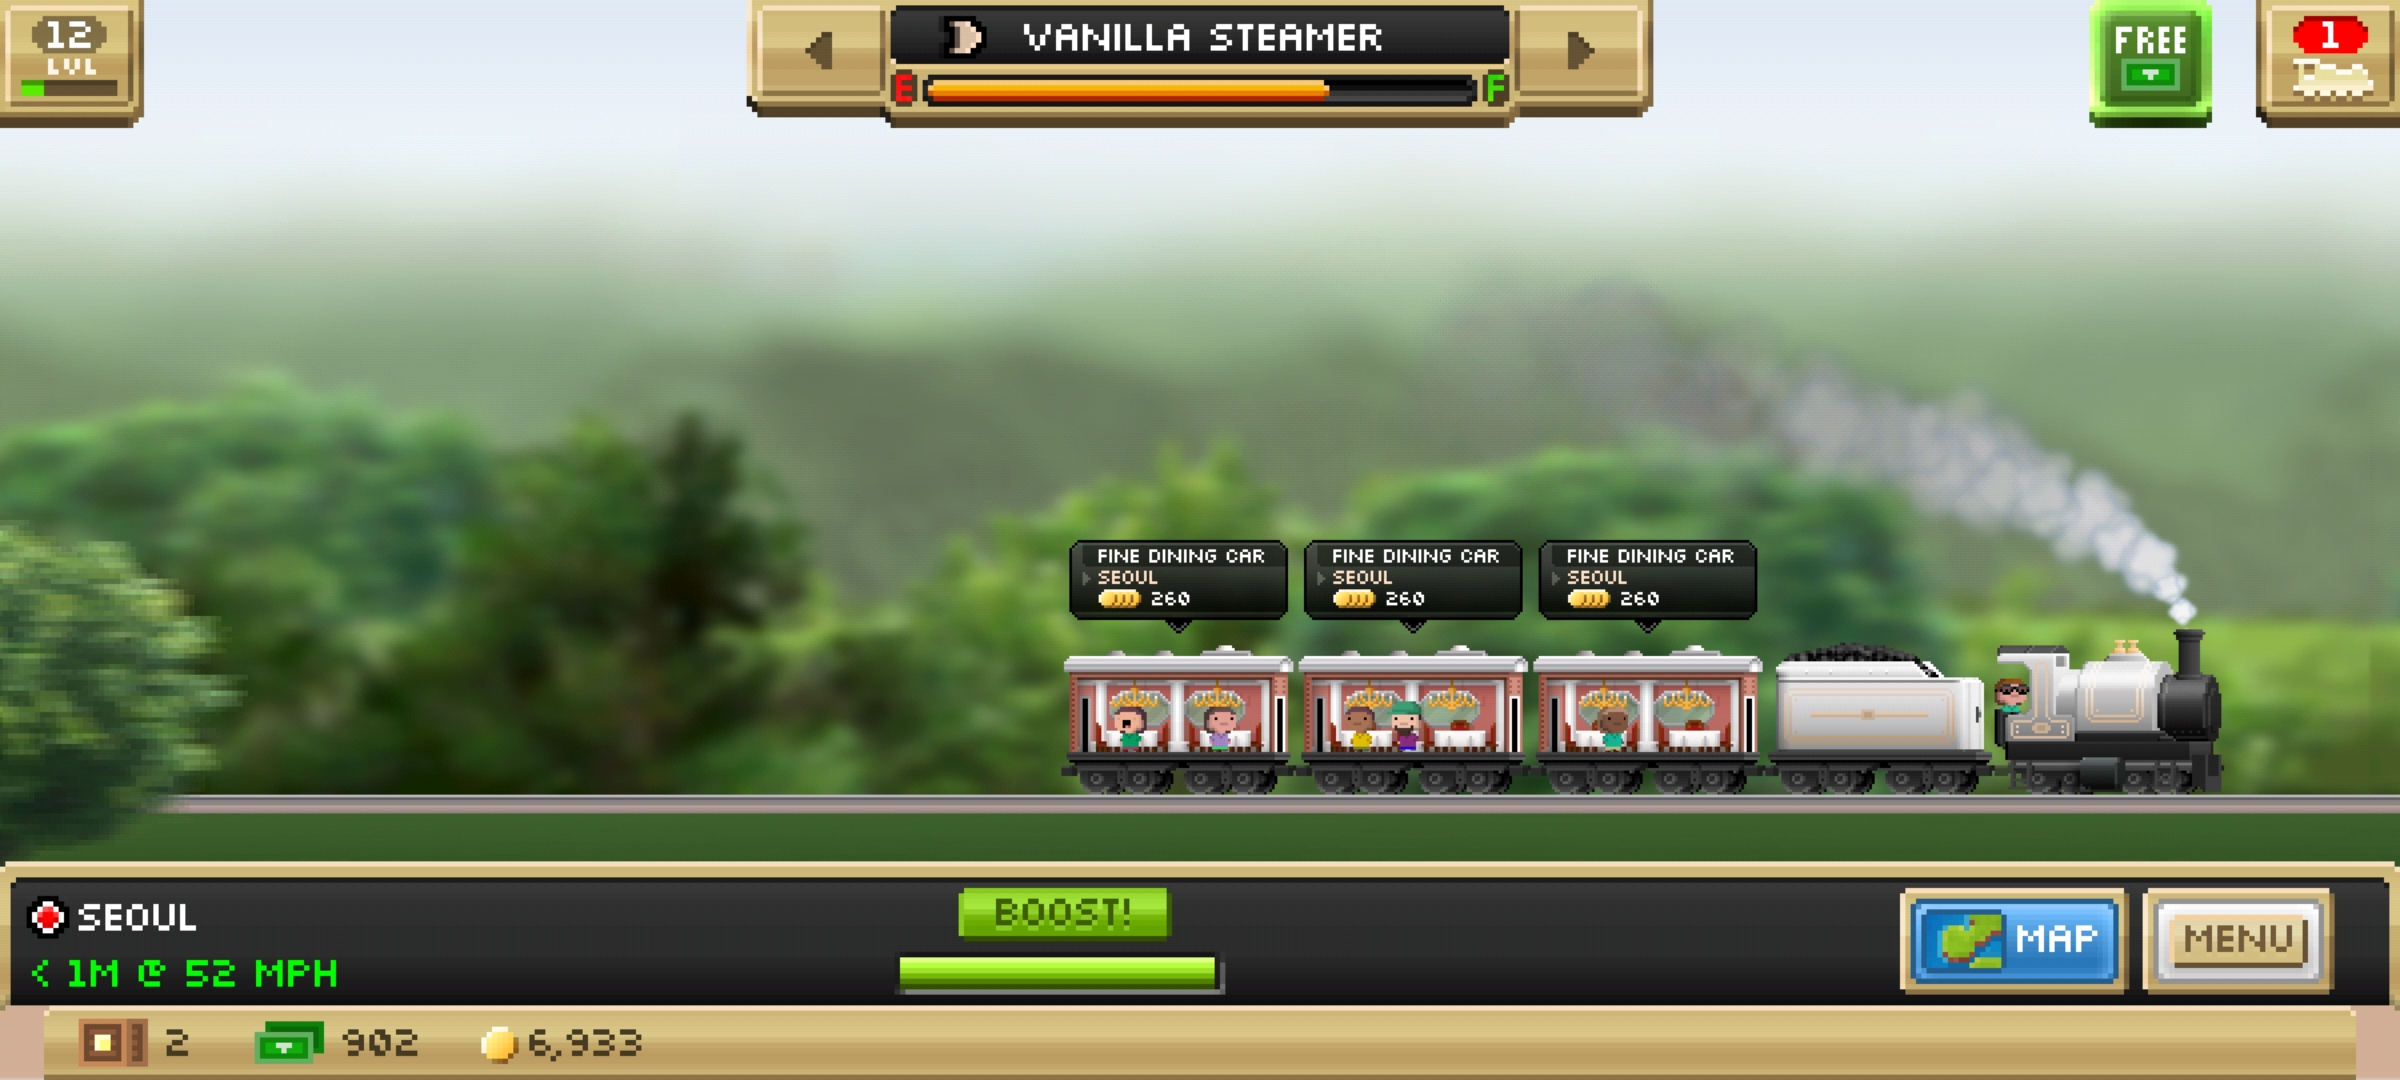 12
LVL
VANILLA STEAMER
E
F
FREE
1
FINE DINING CAR
SEOUL
260
FINE DINING CAR
SEOUL
260
FINE DINING CAR
SEOUL
260
SEOUL
< 1M @ 52 MPH
BOOST!
MAP
MENU
2
902
6,933